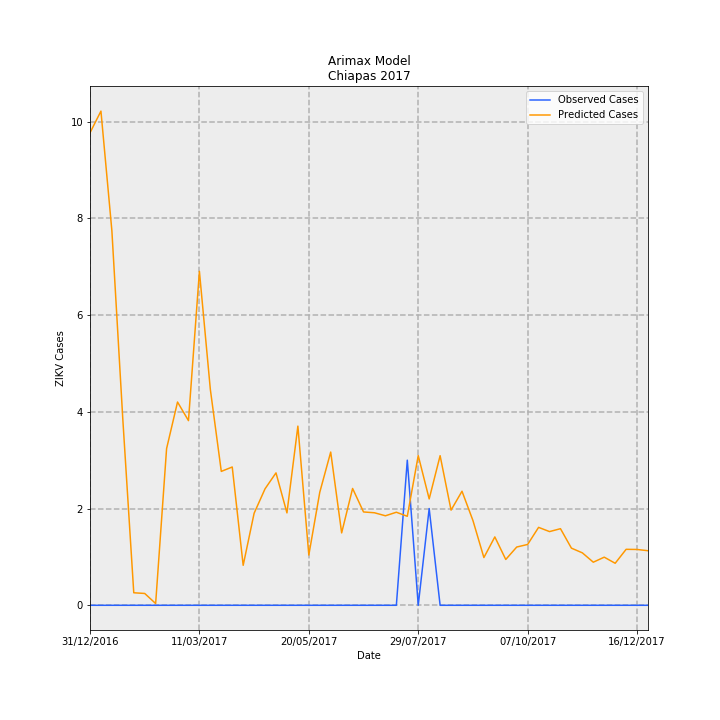 Arimax Model
Chiapas 2017
Observed Cases
Predicted Cases
10
8
6
4
2
0
ZIKV Cases
31/12/2016 11/03/2017 20/05/2017 29/07/2017 07/10/2017 16/12/2017
Date